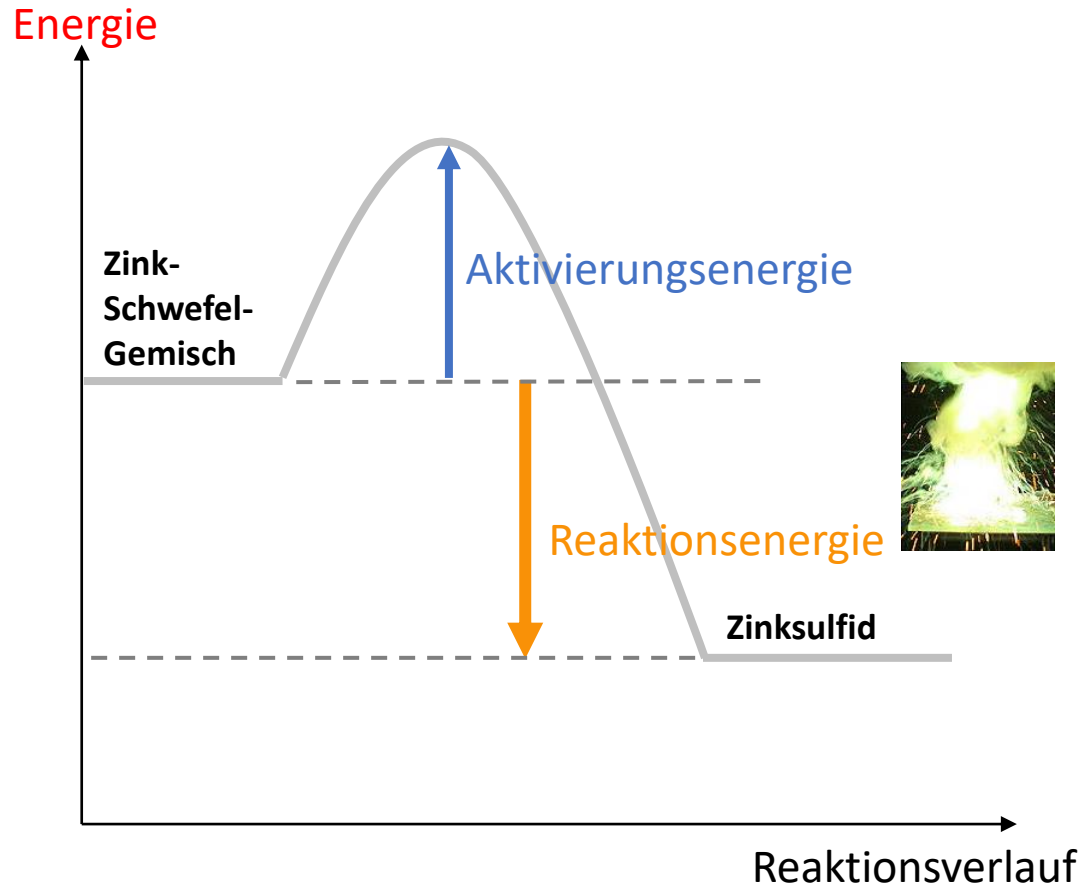 Energie
Zink-
Schwefel-
Gemisch
Aktivierungsenergie
Reaktionsenergie
Zinksulfid
Reaktionsverlauf